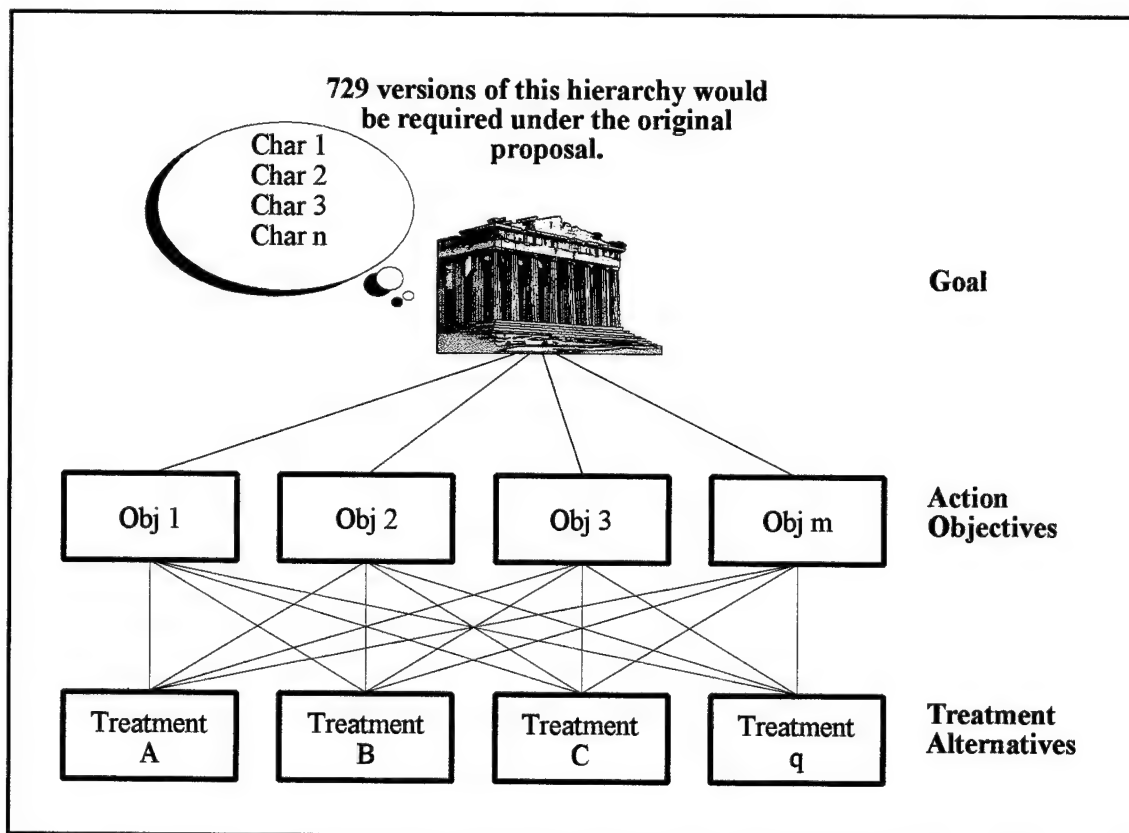 729 versions of this hierarchy would
be required under the original
proposal.
Char 1
Char 2
Char 3
Char n
Goal
Obj 1
Obj 2
Obj 3
Obj m
Action
Objectives
Treatment
A
Treatment
B
Treatment
C
Treatment
q
Treatment
Alternatives